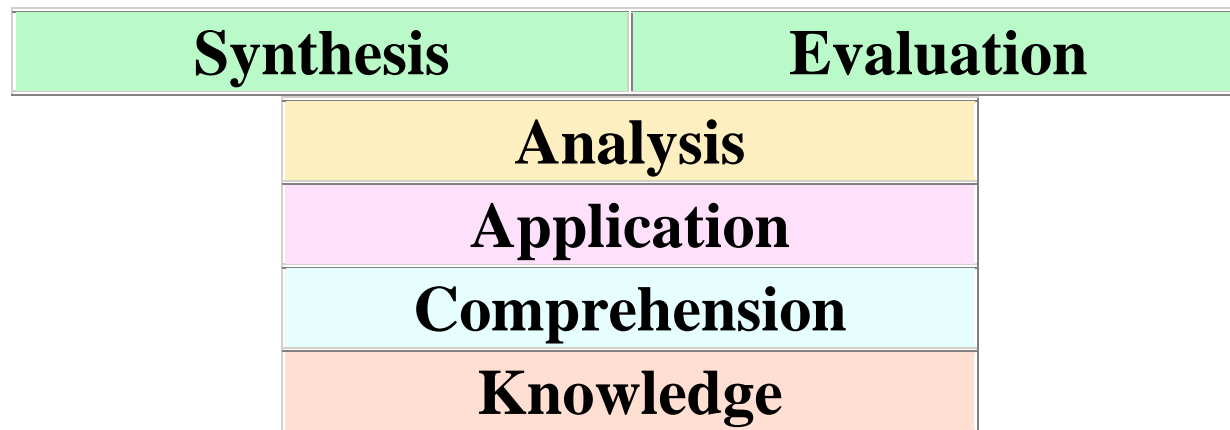 Synthesis Evaluation
Analysis
Application
Comprehension
Knowledge